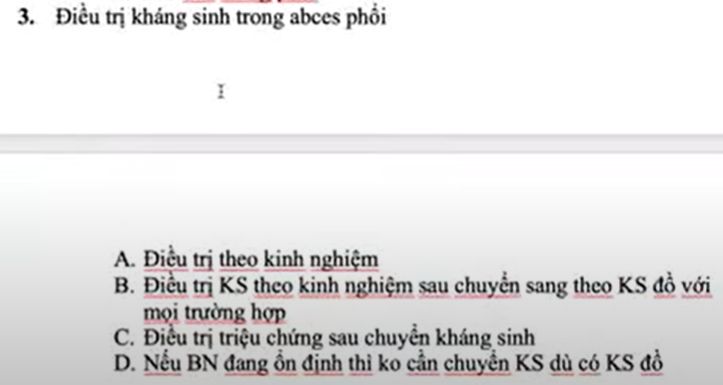 3. Điều trị kháng sinh trong abces phổi
A. Điều trị theo kinh nghiệm
B. Điều trị KS theo kinh nghiệm sau chuyển sang theo KS đồ với
mọi trường hợp
C. Điều trị triệu chứng sau chuyển kháng sinh
D. Nếu BN đang ổn định thì ko cần chuyển KS dù có KS đồ